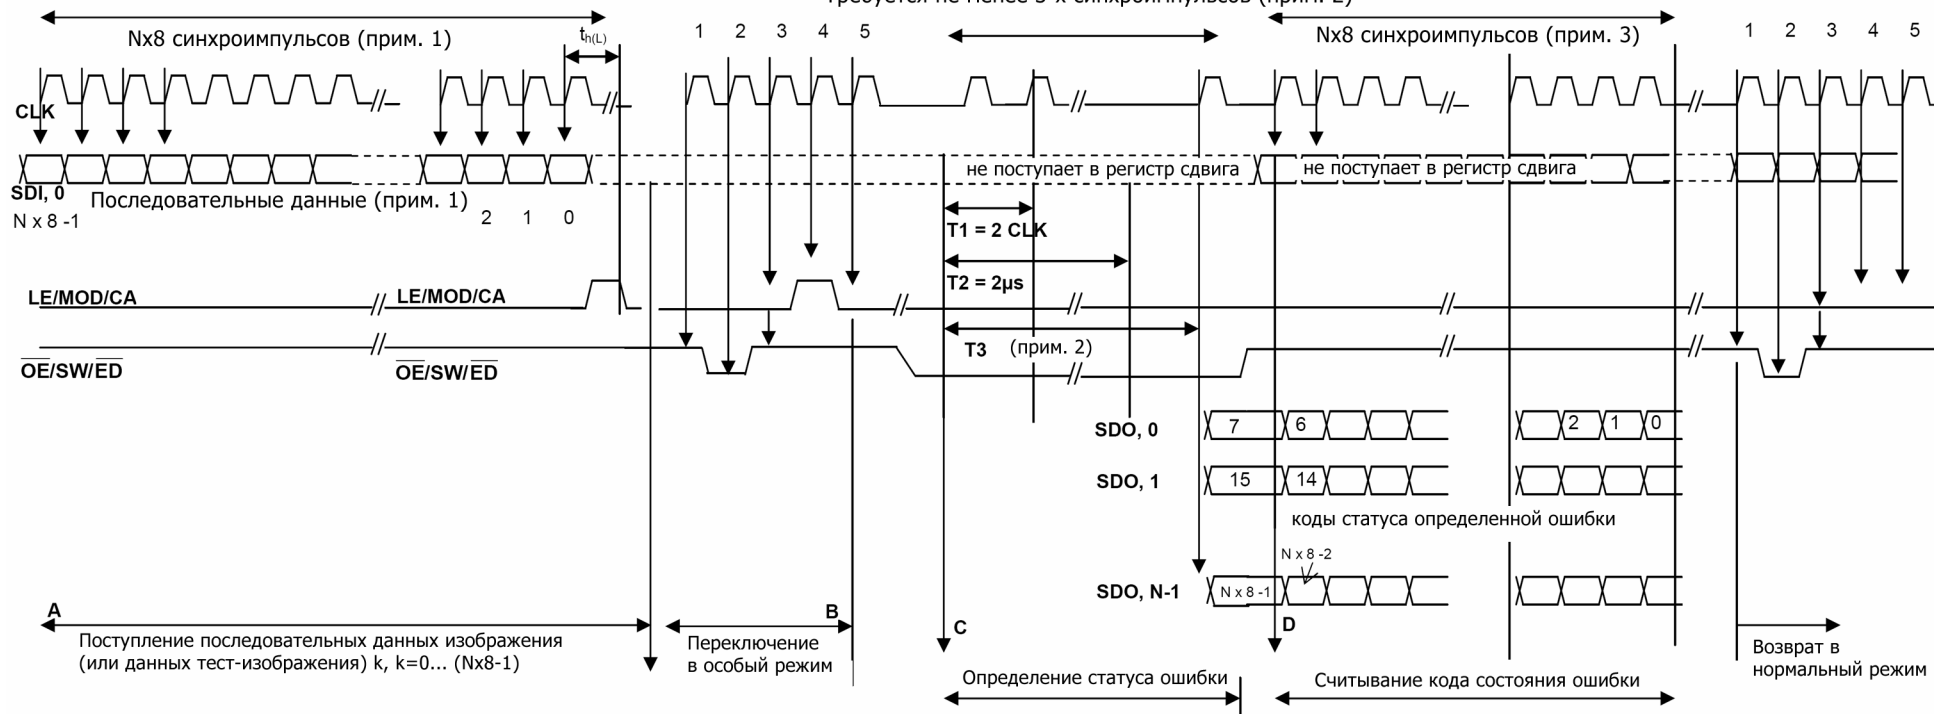 Требуется не менее 3-х синхроимпульсов (прим. 2)
Nx8 синхроимпульсов (прим. 1)
th(L)
1 2 3 4 5
Nx8 синхроимпульсов (прим. 3)
1 2 3 4 5
CLK
не поступает в регистр сдвига
не поступает в регистр сдвига
SDI, 0
N x 8 -1
Последовательные данные (прим. 1)
2 1 0
T1 = 2 CLK
T2 = 2µs
LE/MOD/CA
LE/MOD/CA
T3 (прим. 2)
OE/SW/ED
OE/SW/ED
SDO, 0
7 6 2 1 0
SDO, 1
15 14
коды статуса определенной ошибки
N x 8 -2
SDO, N-1
N x 8 -1
A
B
C
D
Поступление последовательных данных изображения
(или данных тест-изображения) k, k=0... (Nx8-1)
Переключение
в особый режим
Определение статуса ошибки
Считывание кода состояния ошибки
Возврат в
нормальный режим